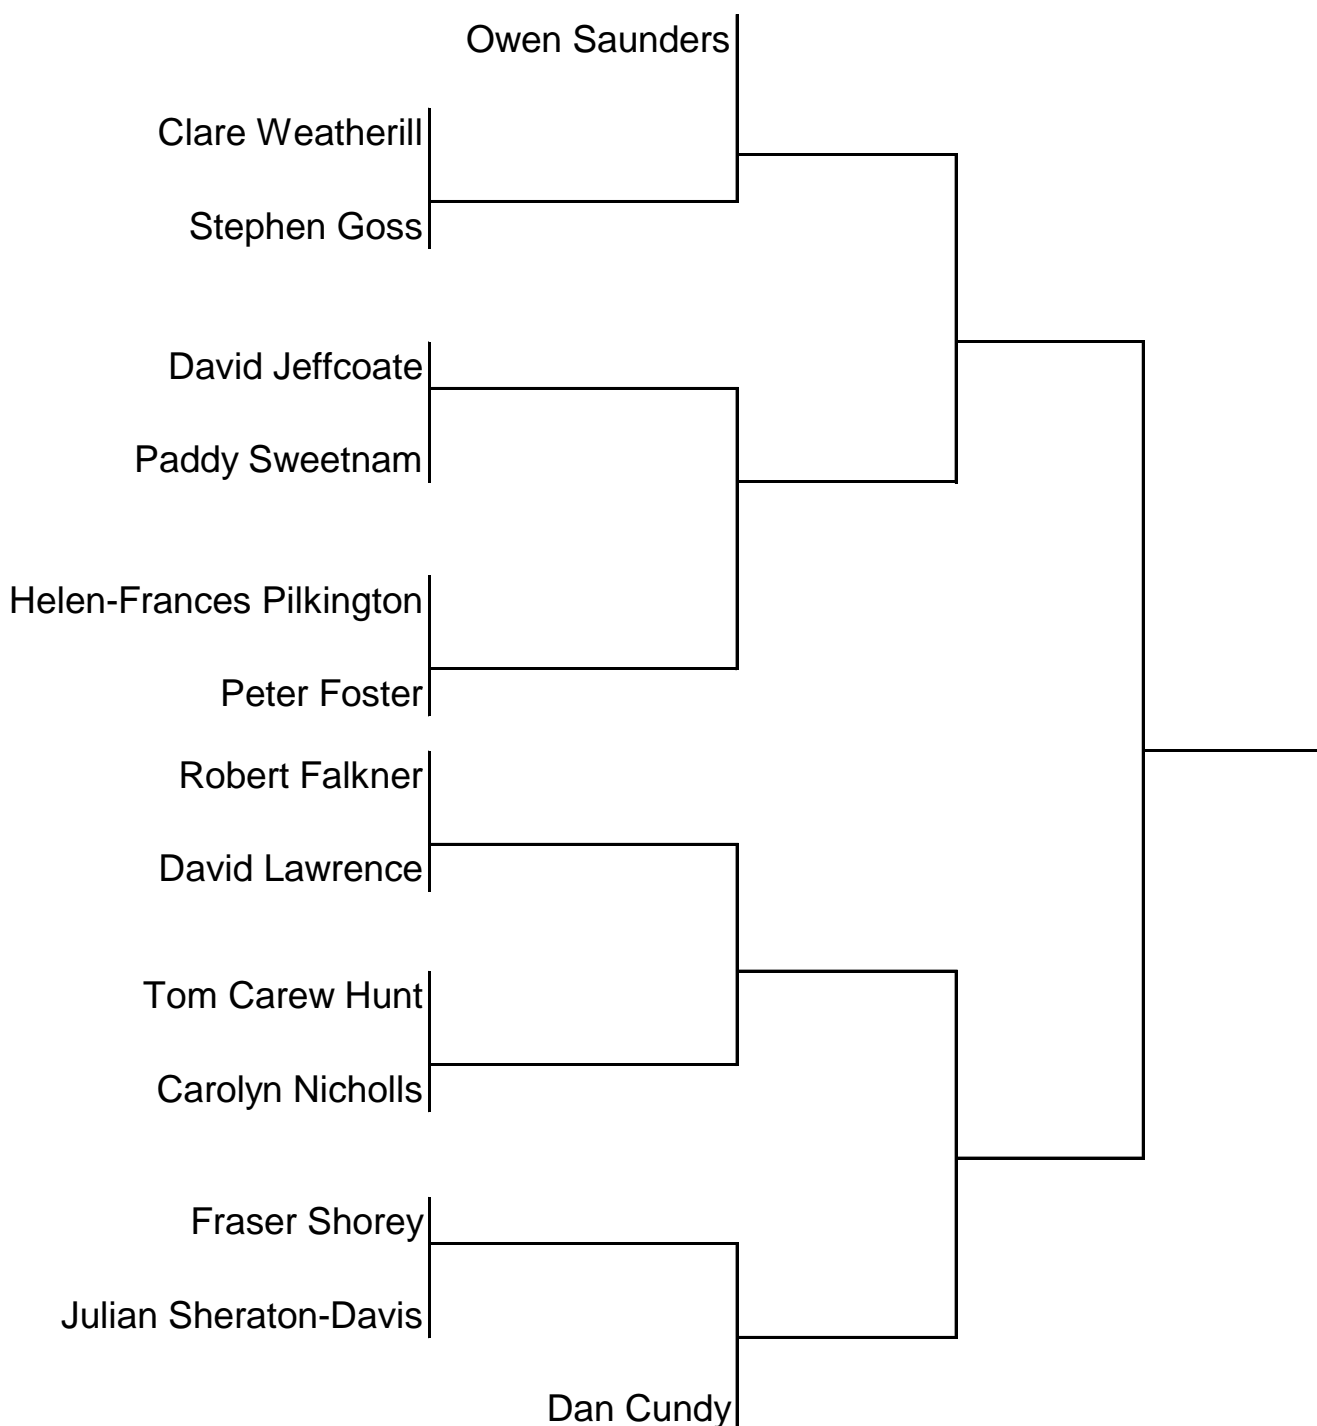 Owen Saunders
Clare Weatherill
Stephen Goss
David Jeffcoate
Paddy Sweetnam
Helen-Frances Pilkington
Peter Foster
Robert Falkner
David Lawrence
Tom Carew Hunt
Carolyn Nicholls
Fraser Shorey
Julian Sheraton-Davis
Dan Cundy